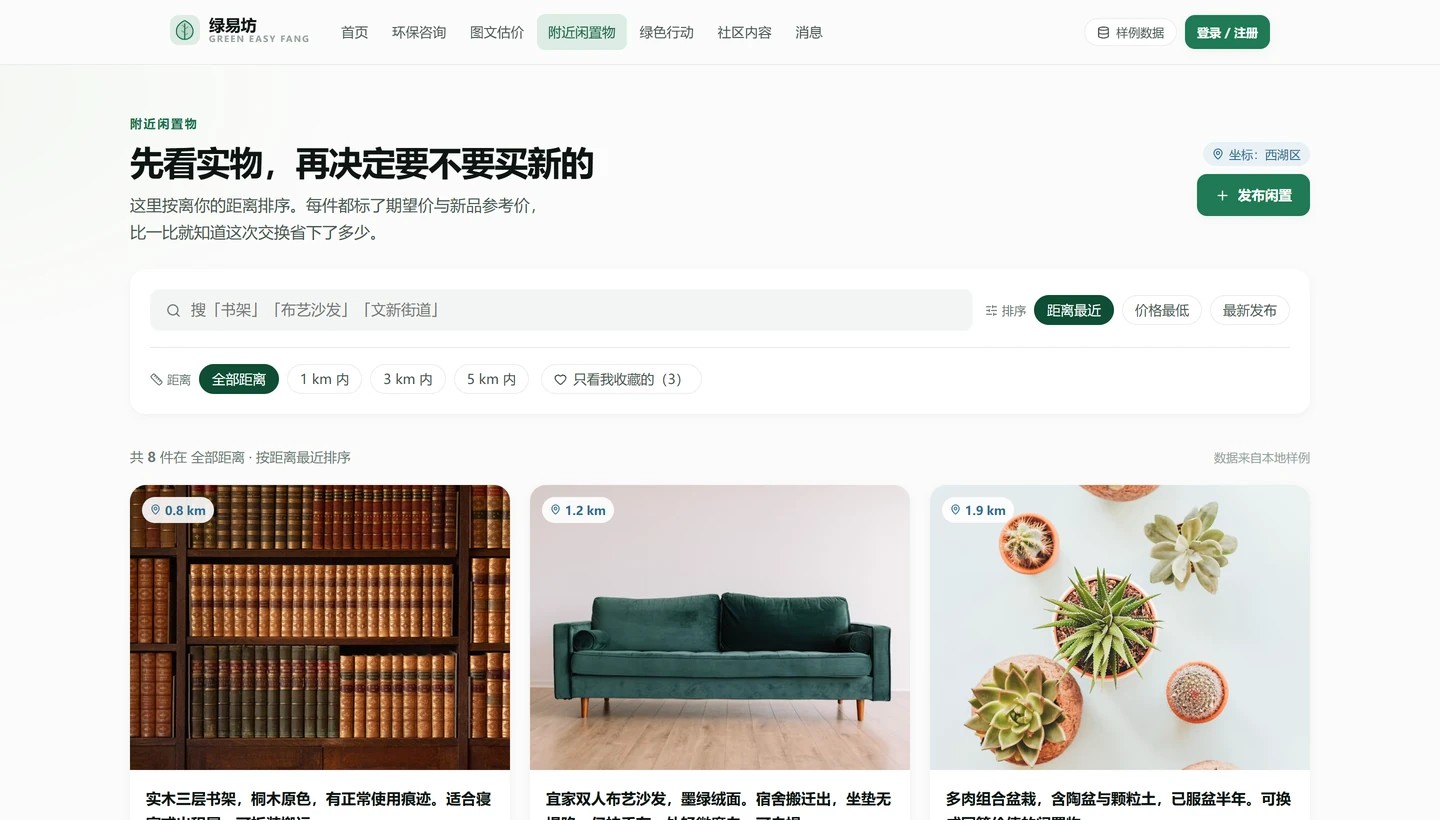 绿易坊
GREEN EASY FANG
首页
环保咨询
图文估价
附近闲置物
绿色行动
社区内容
消息
样例数据
登录 / 注册
附近闲置物
先看实物，再决定要不要买新的
这里按离你的距离排序。每件都标了期望价与新品参考价，
比一比就知道这次交换省下了多少。
坐标：西湖区
发布闲置
搜「书架」「布艺沙发」「文新街道」
排序
距离最近
价格最低
最新发布
距离
全部距离
1 km 内
3 km 内
5 km 内
只看我收藏的（3）
共 8 件在 全部距离 · 按距离最近排序
数据来自本地样例
0.8 km
1.2 km
1.9 km
实木三层书架，桐木原色，有正常使用痕迹。适合寝
宜家双人布艺沙发，墨绿绒面。宿舍搬迁出，坐垫无
多肉组合盆栽，含陶盆与颗粒土，已服盆半年。可换